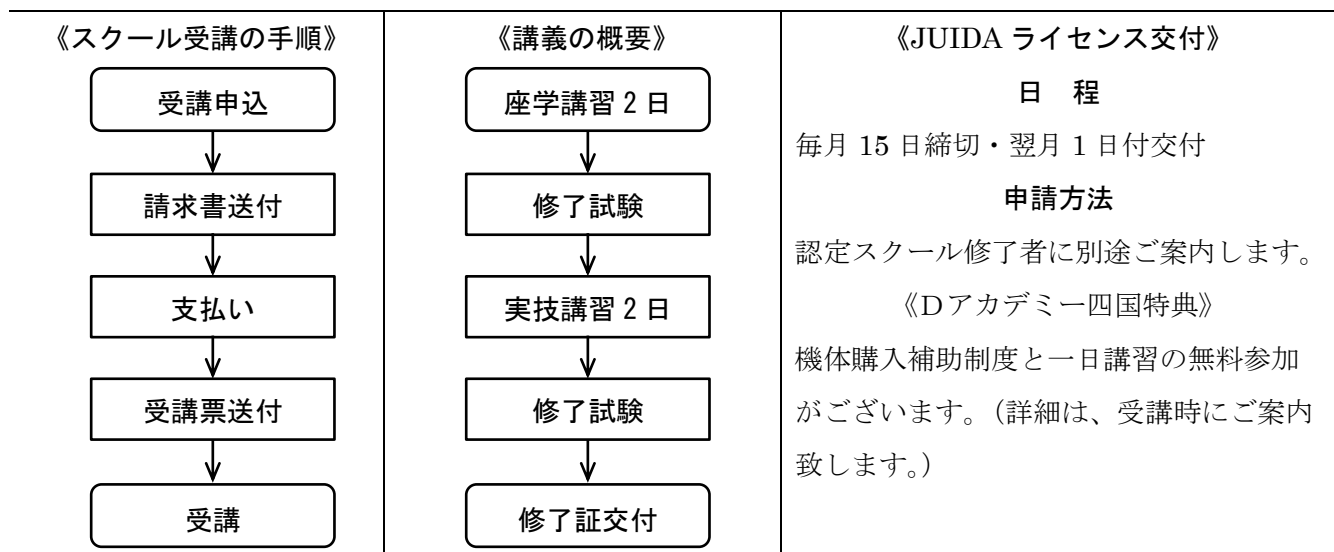 《スクール受講の手順》
受講申込
請求書送付
支払い
受講票送付
受講
《講義の概要》
座学講習2日
修了試験
実技講習2日
修了試験
修了証交付
《JUIDAライセンス交付》
日　程
毎月15日締切・翌月1日付交付
申請方法
認定スクール修了者に別途ご案内します。
《Dアカデミー四国特典》
機体購入補助制度と一日講習の無料参加
がございます。(詳細は、受講時にご案内
致します。)